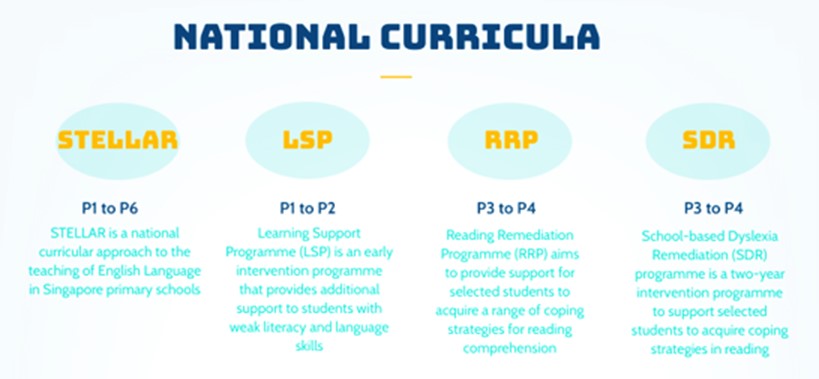 NATIONAL CURRICULA
STELLAR
P1 to P6
STELLAR is a national
curricular approach to the
teaching of English Language
in Singapore primary schools
LSP
P1 to P2
Learning Support
Programme (LSP) is an early
intervention programme
that provides additional
support to students with
weak literacy and language
skills
RRP
P3 to P4
Reading Remediation
Programme (RRP) aims
to provide support for
selected students to
acquire a range of coping
strategies for reading
comprehension
SDR
P3 to P4
School-based Dyslexia
Remediation (SDR)
programme is a two-year
intervention programme
to support selected
students to acquire coping
strategies in reading